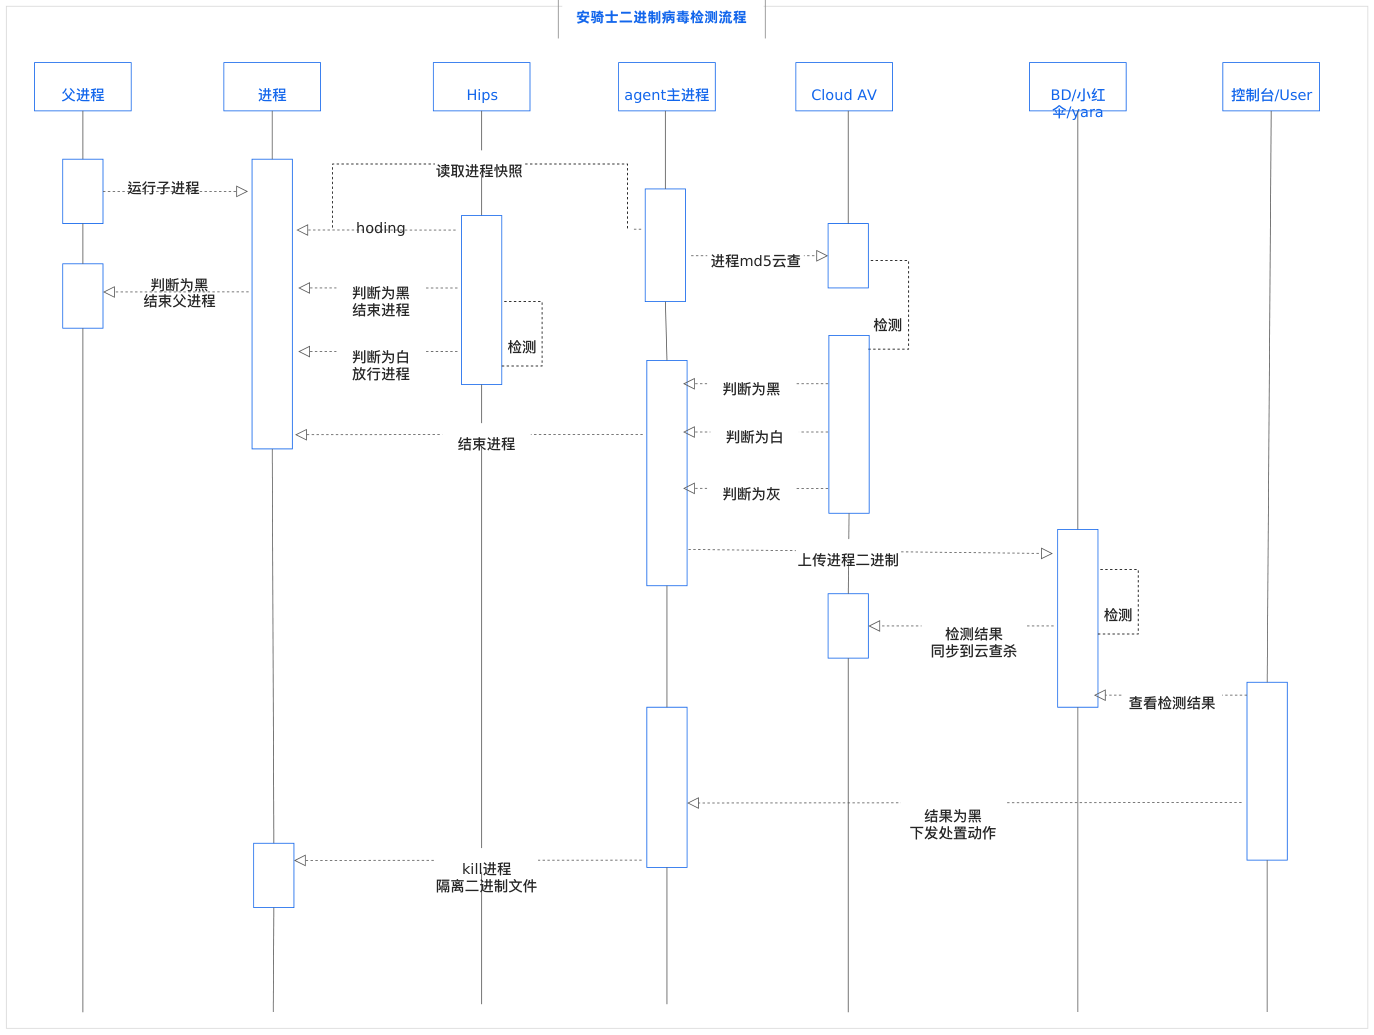 安骑士二进制病毒检测流程
父进程
进程
Hips
agent主进程
Cloud AV
BD/小红
伞/yara
控制台/User
读取进程快照
运行子进程
hoding
进程md5云查
判断为黑
结束父进程
判断为黑
结束进程
检测
检测
判断为白
放行进程
判断为黑
判断为白
结束进程
判断为灰
上传进程二进制
检测
检测结果
同步到云查杀
查看检测结果
结果为黑
下发处置动作
kill进程
隔离二进制文件